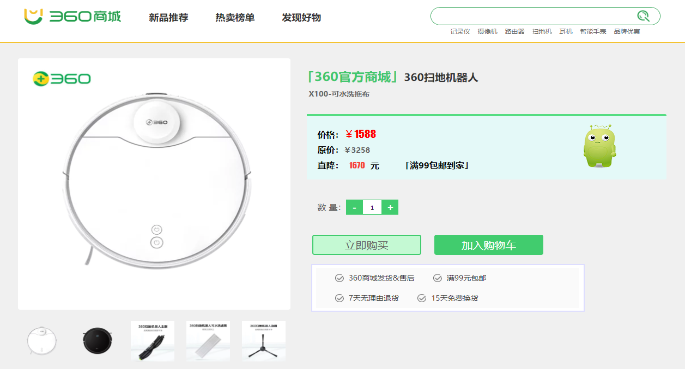 360商城
新品推荐 热卖榜单 发现好物
记录仪 摄像机 路由器 扫地机 耳机 智能手表 品牌优惠
360
360
「360官方商城」360扫地机器人
X100-可水洗拖布
价格：￥1588
原价：￥3258
直降： 1670 元 「满99包邮到家」
数量： - 1 +
立即购买 加入购物车
360商城发货&售后 满99元包邮
7天无理由退货 15天免费换货